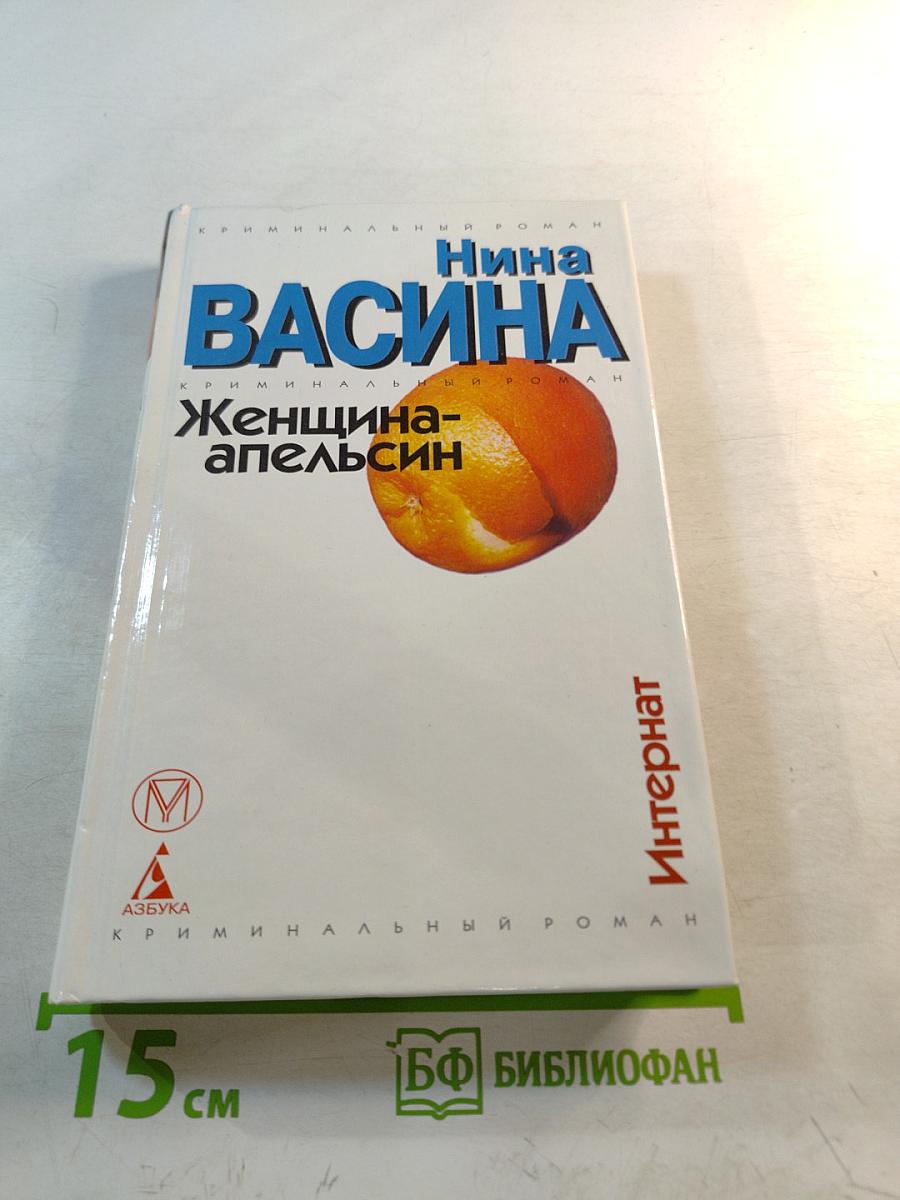 КРИМИНАЛЬНЫЙ РОМАН
Нина
ВАСИНА
КРИМИНАЛЬНЫЙ РОМАН
Женщина-
апельсин
Интернат
АЗБУКА
КРИМИНАЛЬНЫЙ РОМАН
15 см
БФ БИБЛИОФАН